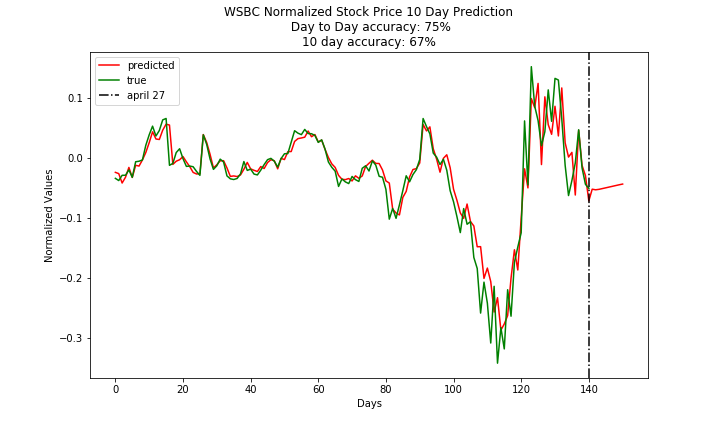 WSBC Normalized Stock Price 10 Day Prediction
Day to Day accuracy: 75%
10 day accuracy: 67%
predicted
true
april 27
Normalized Values
0.1
0.0
−0.1
−0.2
−0.3
0 20 40 60 80 100 120 140
Days